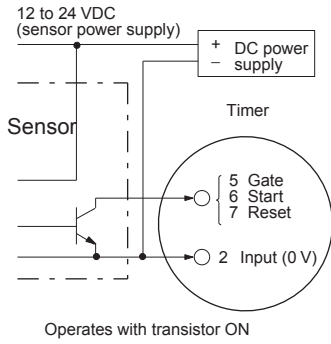 12 to 24 VDC
(sensor power supply)
+ DC power
− supply
Timer
Sensor
5 Gate
6 Start
7 Reset
2 Input (0 V)
Operates with transistor ON